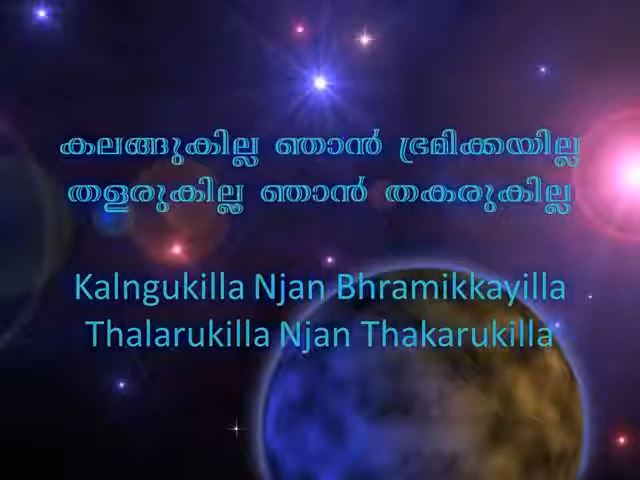 കലങ്ങുകില്ല ഞാൻ ഭ്രമിക്കയില്ല
തളരുകില്ല ഞാൻ തകരുകില്ല
Kalngukilla Njan Bhramikkayilla
Thalarukilla Njan Thakarukilla